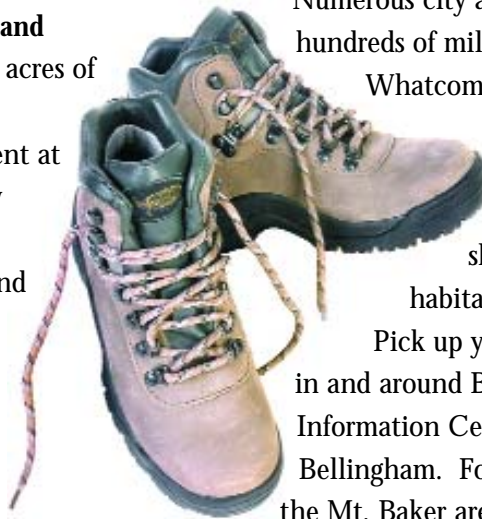 and
acres of
ent at
nd
Numerous city a
hundreds of mil
Whatcom
sh
habita
Pick up y
in and around B
Information Ce
Bellingham. Fo
the Mt. Baker are